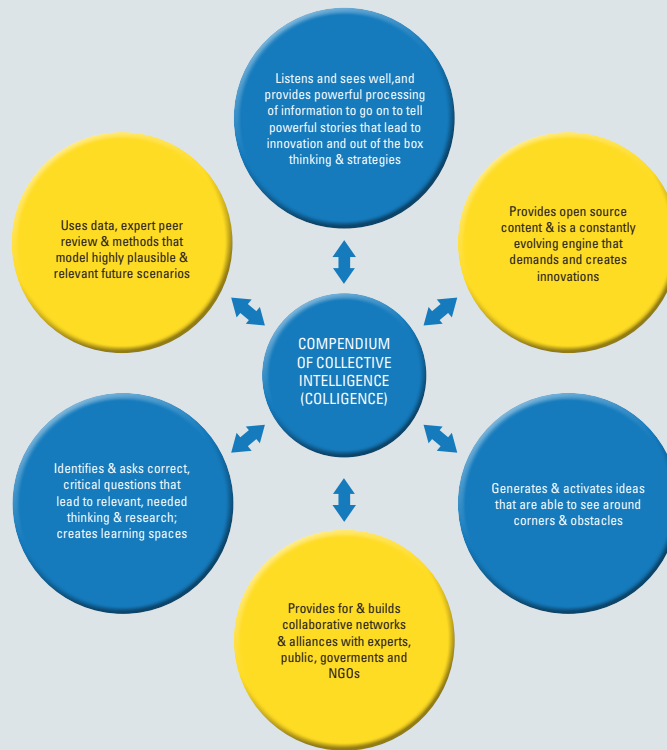 Listens and sees well,and
provides powerful processing
of information to go on to tell
powerful stories that lead to
innovation and out of the box
thinking & strategies
Uses data, expert peer
review & methods that
model highly plausible &
relevant future scenarios
Provides open source
content & is a constantly
evolving engine that
demands and creates
innovations
COMPENDIUM
OF COLLECTIVE
INTELLIGENCE
(COLLIGENCE)
Identifies & asks correct,
critical questions that
lead to relevant, needed
thinking & research;
creates learning spaces
Generates & activates ideas
that are able to see around
corners & obstacles
Provides for & builds
collaborative networks
& alliances with experts,
public, goverments and
NGOs